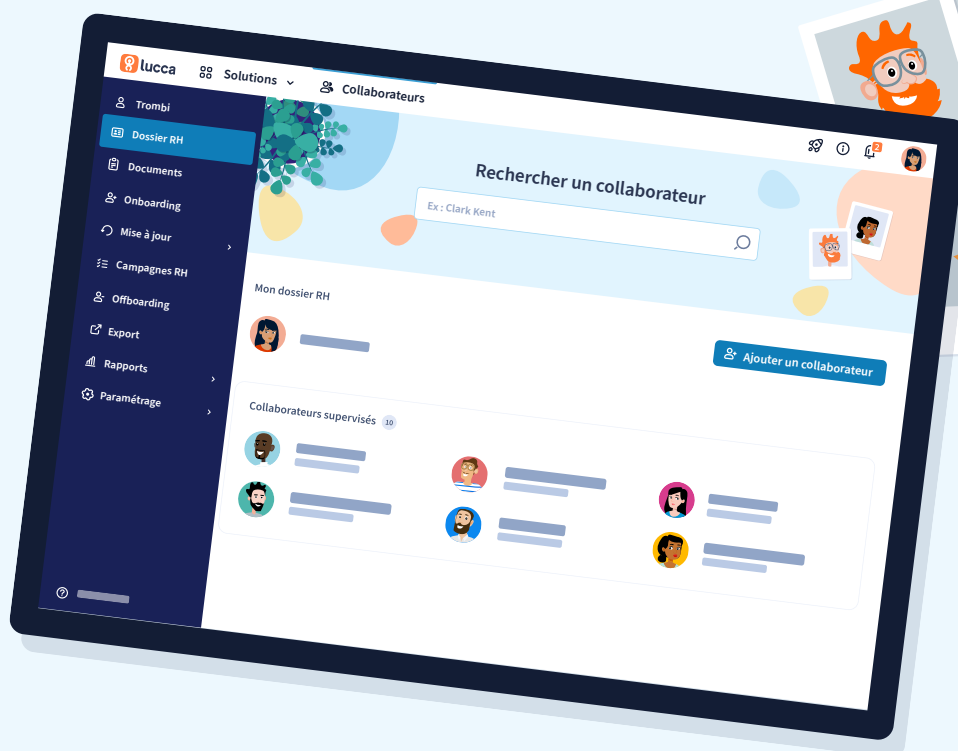 lucca
Solutions
Collaborateurs
2
Trombi
Dossier RH
Documents
Onboarding
Mise à jour
Campagnes RH
Offboarding
Export
Rapports
Paramétrage
Rechercher un collaborateur
Ex : Clark Kent
Mon dossier RH
Ajouter un collaborateur
Collaborateurs supervisés 10